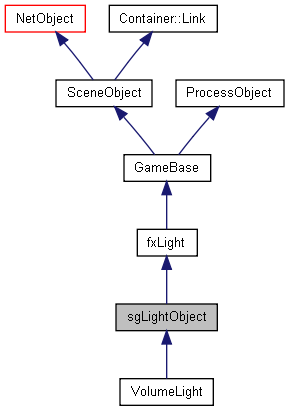 NetObject
Container::Link
SceneObject
ProcessObject
GameBase
fxLight
sgLightObject
VolumeLight